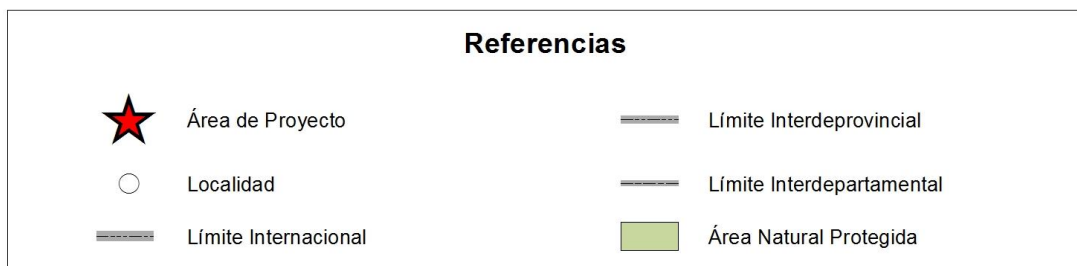 Referencias
Área de Proyecto
Localidad
Límite Internacional
Límite Interdeprovincial
Límite Interdepartamental
Área Natural Protegida